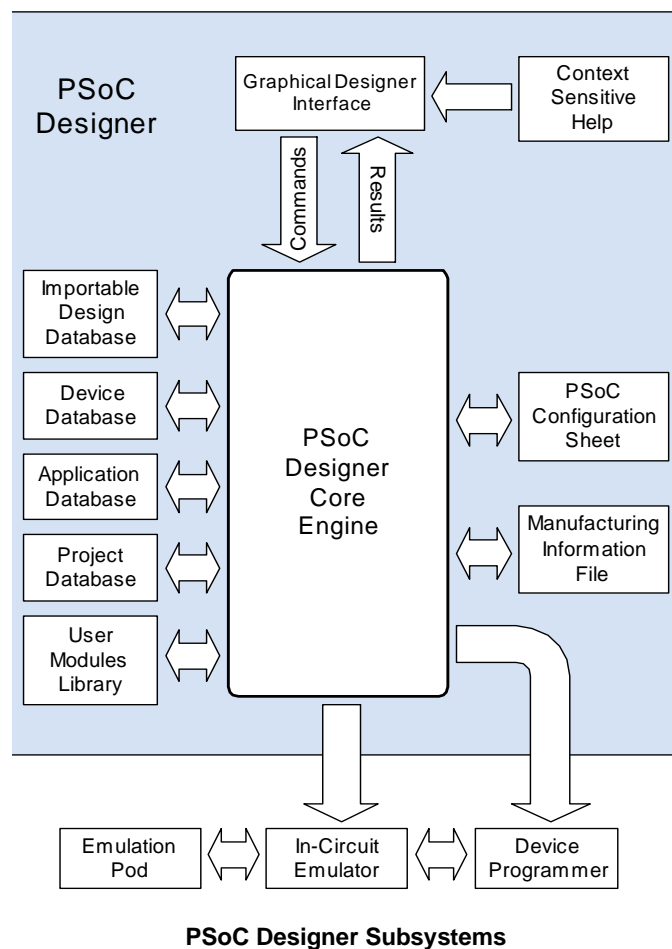 PSoC
Designer
Graphical Designer
Interface
Context
Sensitive
Help
Commands
Results
Importable
Design
Database
Device
Database
Application
Database
Project
Database
User
Modules
Library
PSoC
Designer
Core
Engine
PSoC
Configuration
Sheet
Manufacturing
Information
File
Emulation
Pod
In-Circuit
Emulator
Device
Programmer
PSoC Designer Subsystems